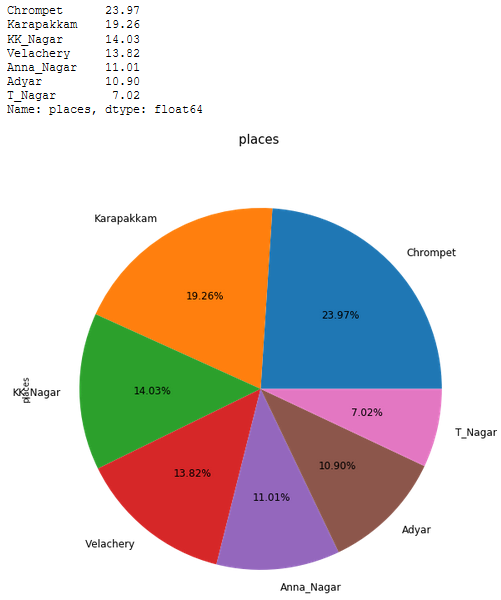 Chrompet 23.97
Karapakkam 19.26
KK_Nagar 14.03
Velachery 13.82
Anna_Nagar 11.01
Adyar 10.90
T_Nagar 7.02
Name: places, dtype: float64
places
Karapakkam
Chrompet
19.26%
23.97%
places
KK_Nagar
14.03%
7.02%
T_Nagar
13.82%
10.90%
11.01%
Adyar
Velachery
Anna_Nagar